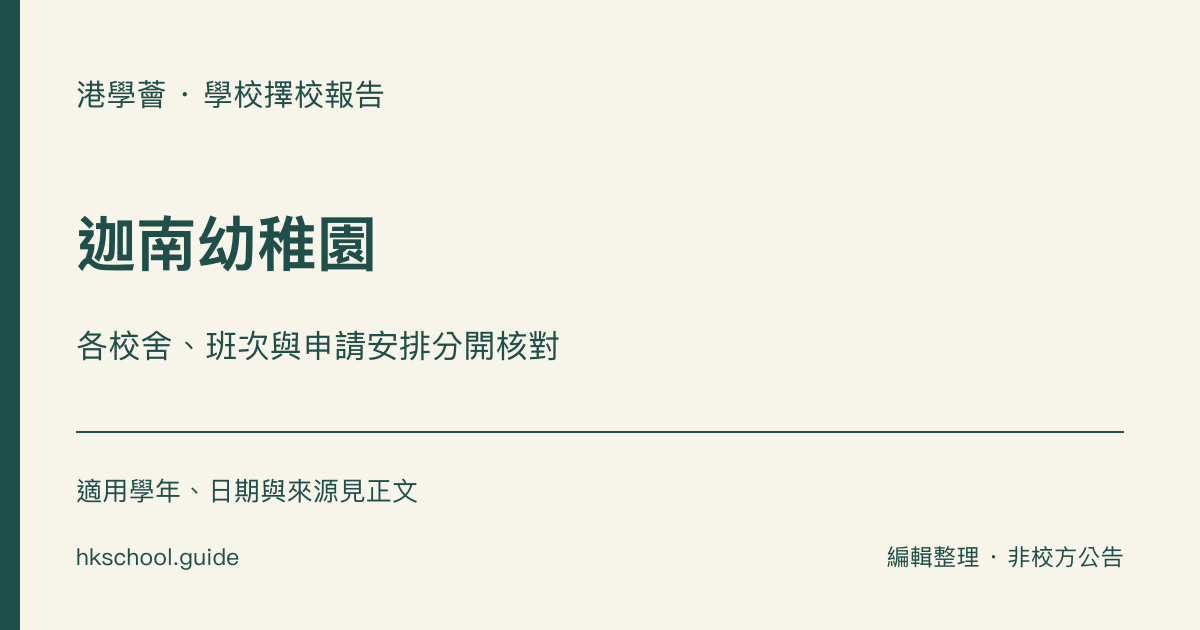 港學薈 · 學校擇校報告
迦南幼稚園
各校舍、班次與申請安排分開核對
適用學年、日期與來源見正文
hkschool.guide
編輯整理 · 非校方公告